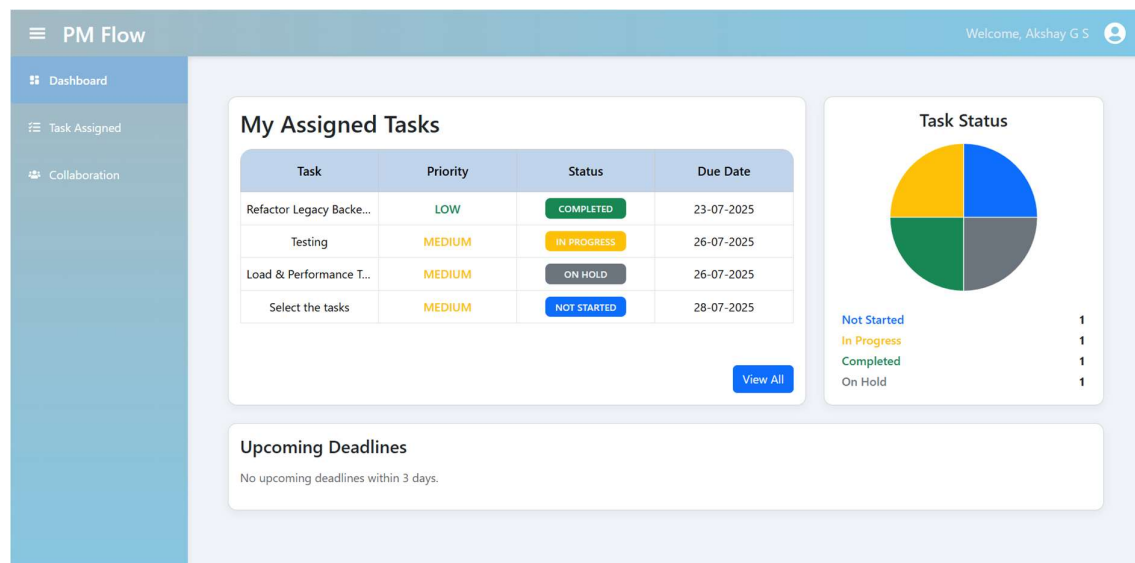 PM Flow
Welcome, Akshay G S
Dashboard
Task Assigned
Collaboration
My Assigned Tasks
Task Priority Status Due Date
Refactor Legacy Backe... LOW COMPLETED 23-07-2025
Testing MEDIUM IN PROGRESS 26-07-2025
Load & Performance T... MEDIUM ON HOLD 26-07-2025
Select the tasks MEDIUM NOT STARTED 28-07-2025
View All
Task Status
Not Started 1
In Progress 1
Completed 1
On Hold 1
Upcoming Deadlines
No upcoming deadlines within 3 days.